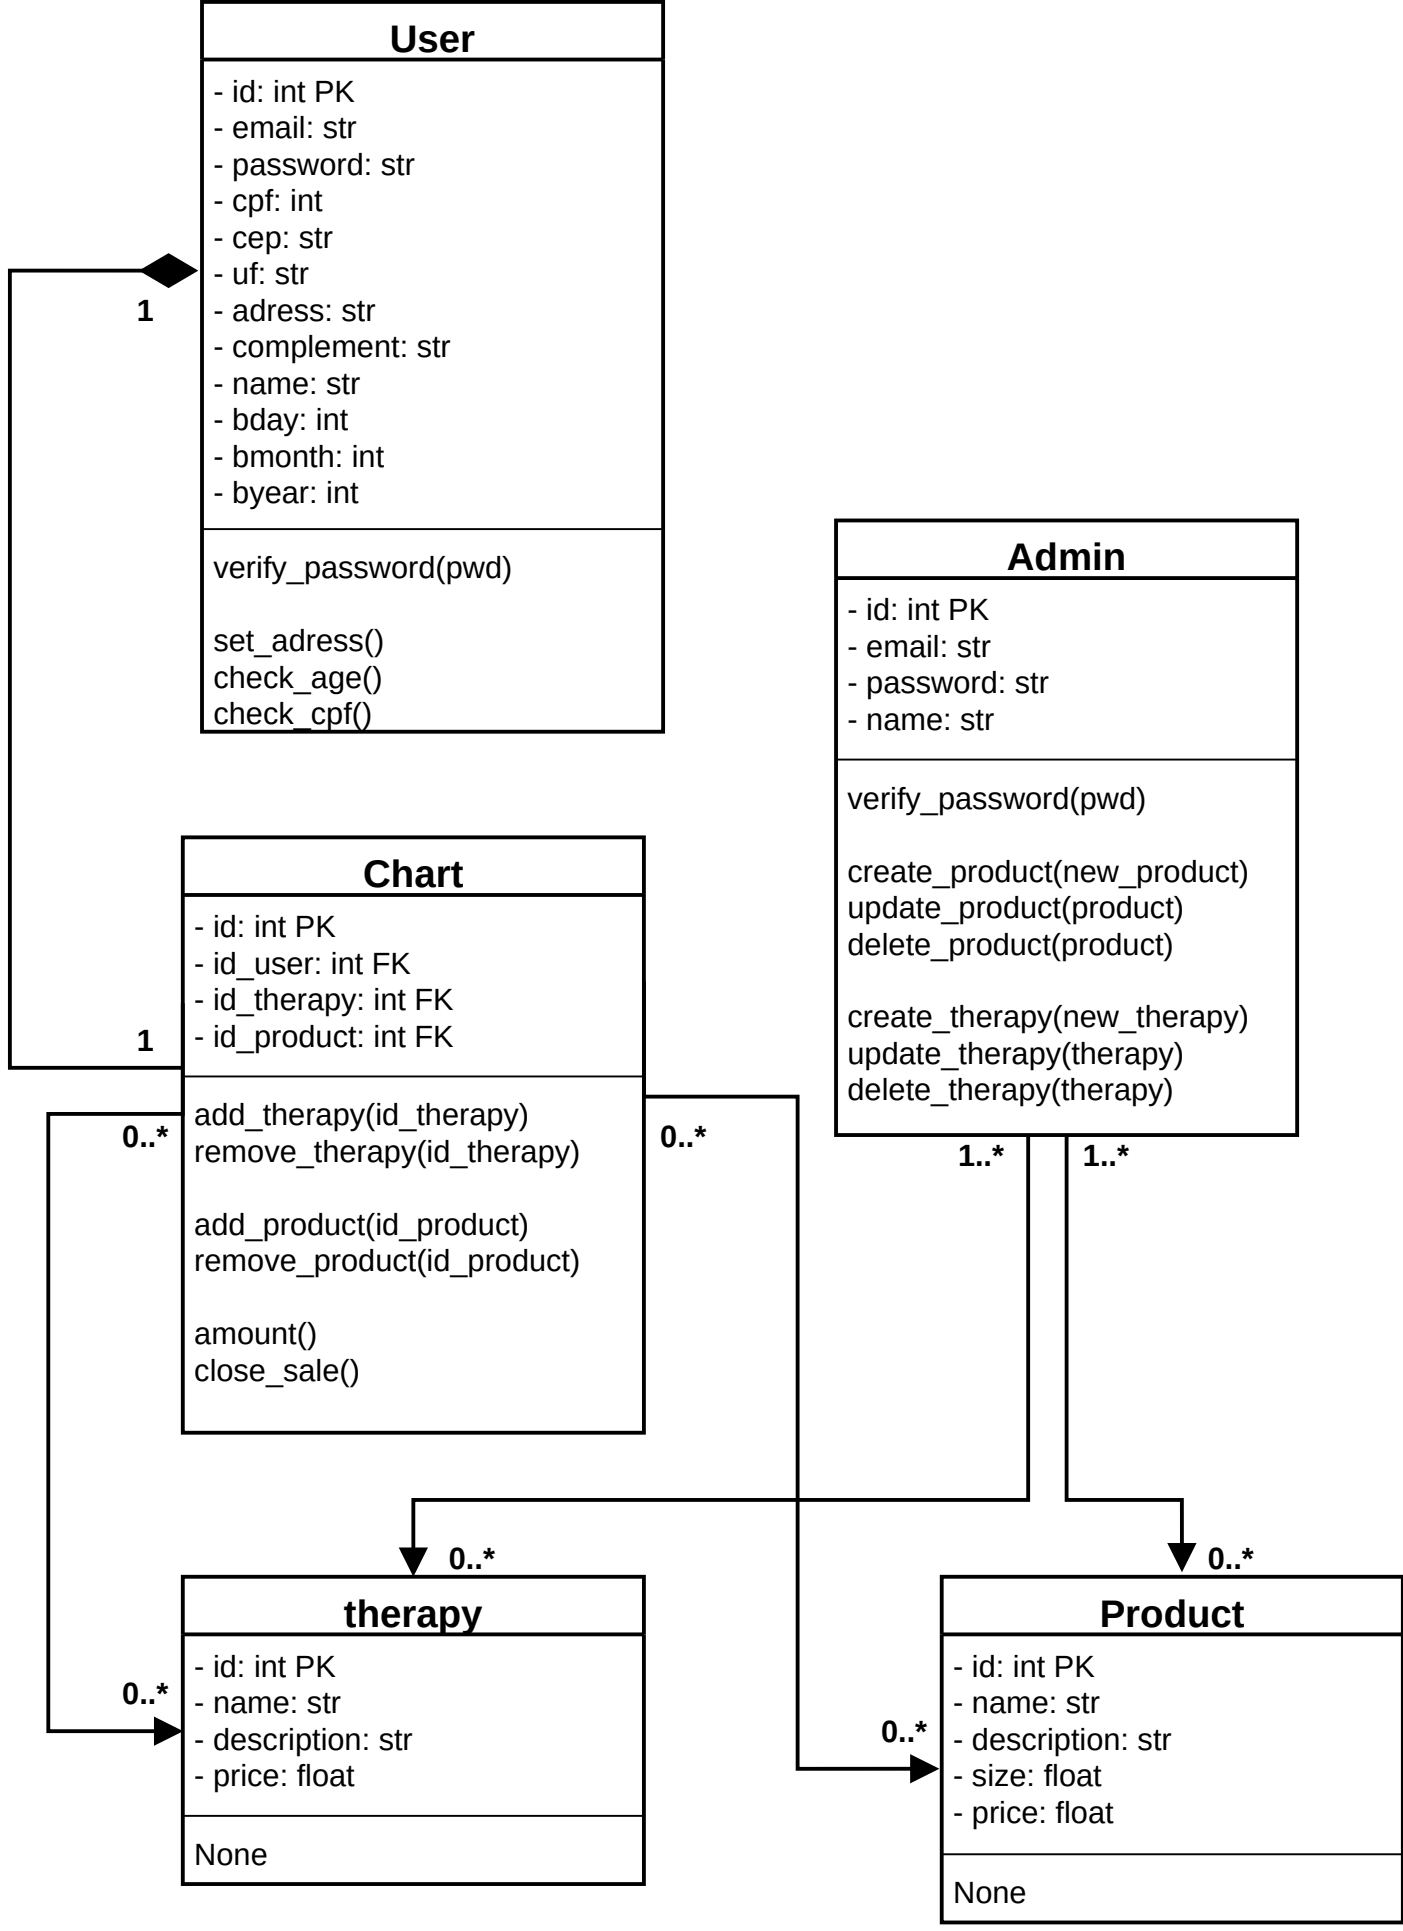 User
- id: int PK
- email: str
- password: str
- cpf: int
- cep: str
- uf: str
- adress: str
- complement: str
- name: str
- bday: int
- bmonth: int
- byear: int
verify_password(pwd)
set_adress()
check_age()
check_cpf()
1
Admin
- id: int PK
- email: str
- password: str
- name: str
verify_password(pwd)
create_product(new_product)
update_product(product)
delete_product(product)
create_therapy(new_therapy)
update_therapy(therapy)
delete_therapy(therapy)
1..*
1..*
Chart
- id: int PK
- id_user: int FK
- id_therapy: int FK
- id_product: int FK
add_therapy(id_therapy)
remove_therapy(id_therapy)
add_product(id_product)
remove_product(id_product)
amount()
close_sale()
1
0..*
0..*
0..*
therapy
- id: int PK
- name: str
- description: str
- price: float
None
0..*
0..*
Product
- id: int PK
- name: str
- description: str
- size: float
- price: float
None
0..*